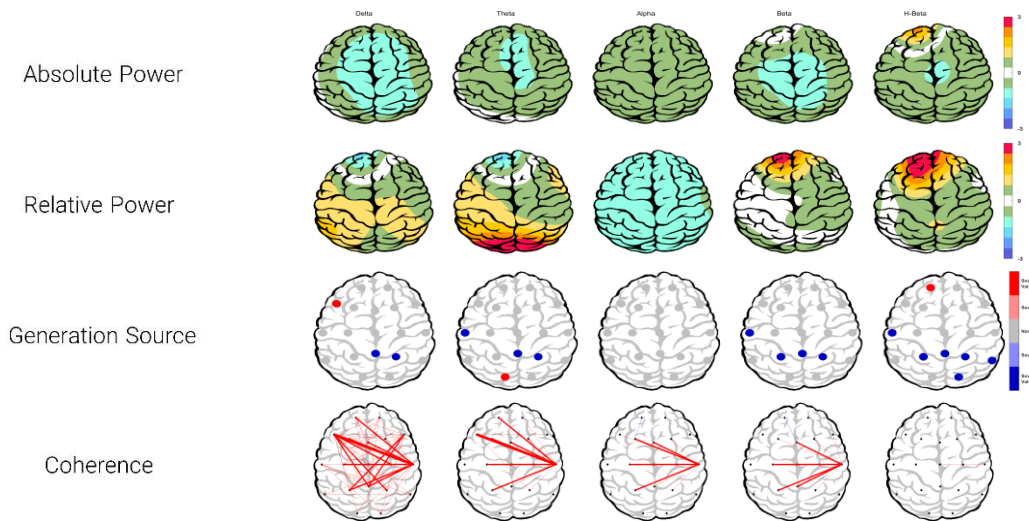 Delta Theta Alpha Beta H-Beta
Absolute Power
3
0
-3
Relative Power
3
0
-3
Generation Source
Coherence